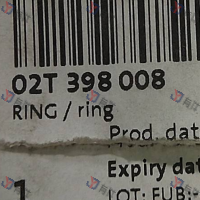 02T 398 008
RING / ring
Prod. dat
Expiry dat
1
LOT: FUB:-